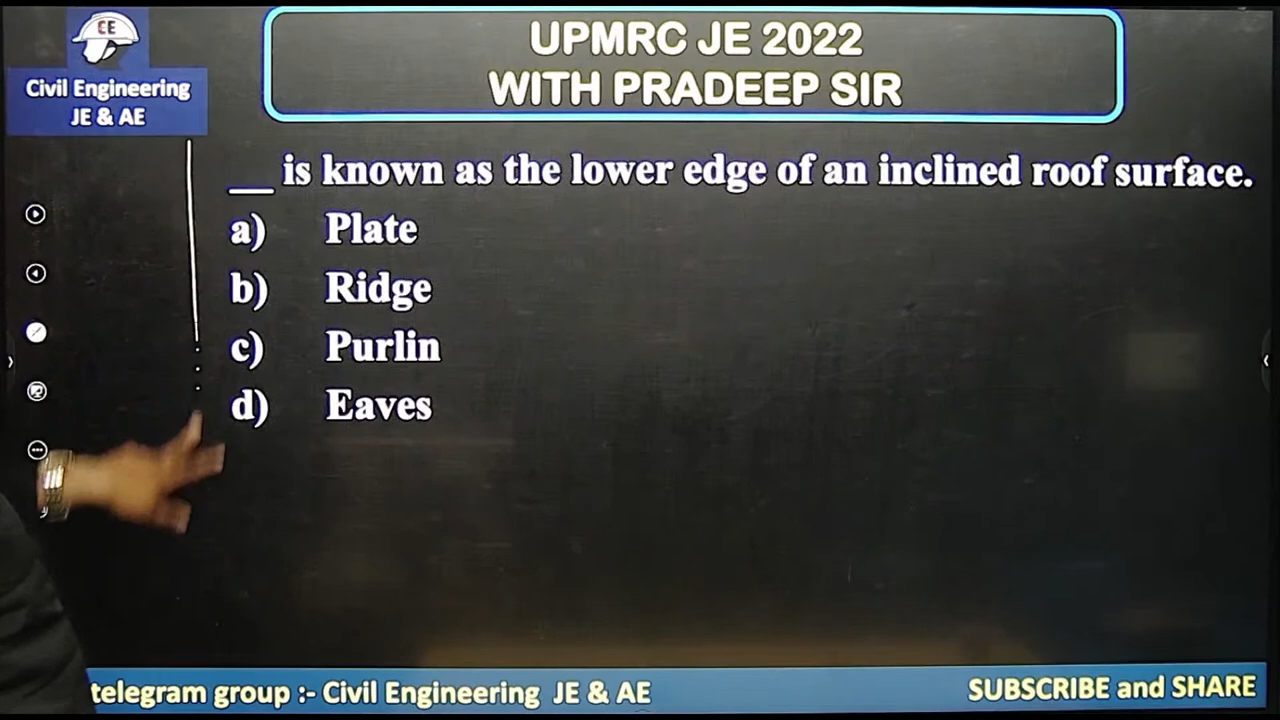 CE
Civil Engineering
JE & AE
UPMRC JE 2022
WITH PRADEEP SIR
__ is known as the lower edge of an inclined roof surface.
a) Plate
b) Ridge
c) Purlin
d) Eaves
telegram group :- Civil Engineering JE & AE
SUBSCRIBE and SHARE